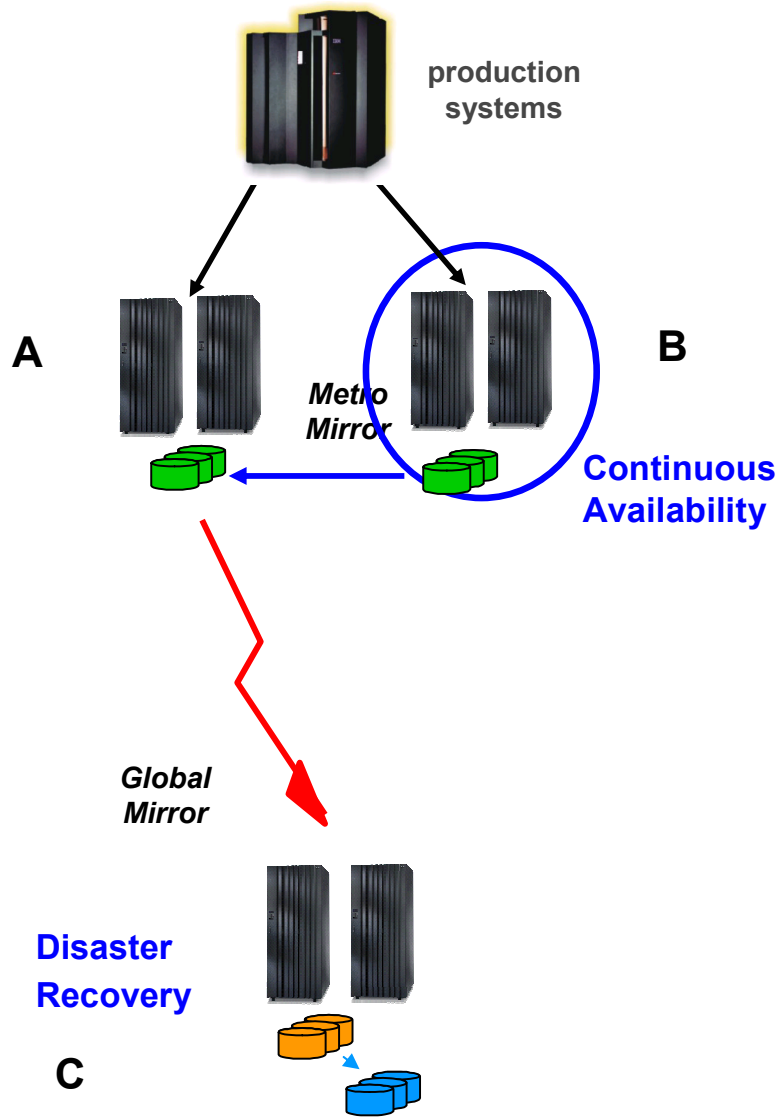 production
systems
A
B
Metro
Mirror
Continuous
Availability
Global
Mirror
Disaster
Recovery
C